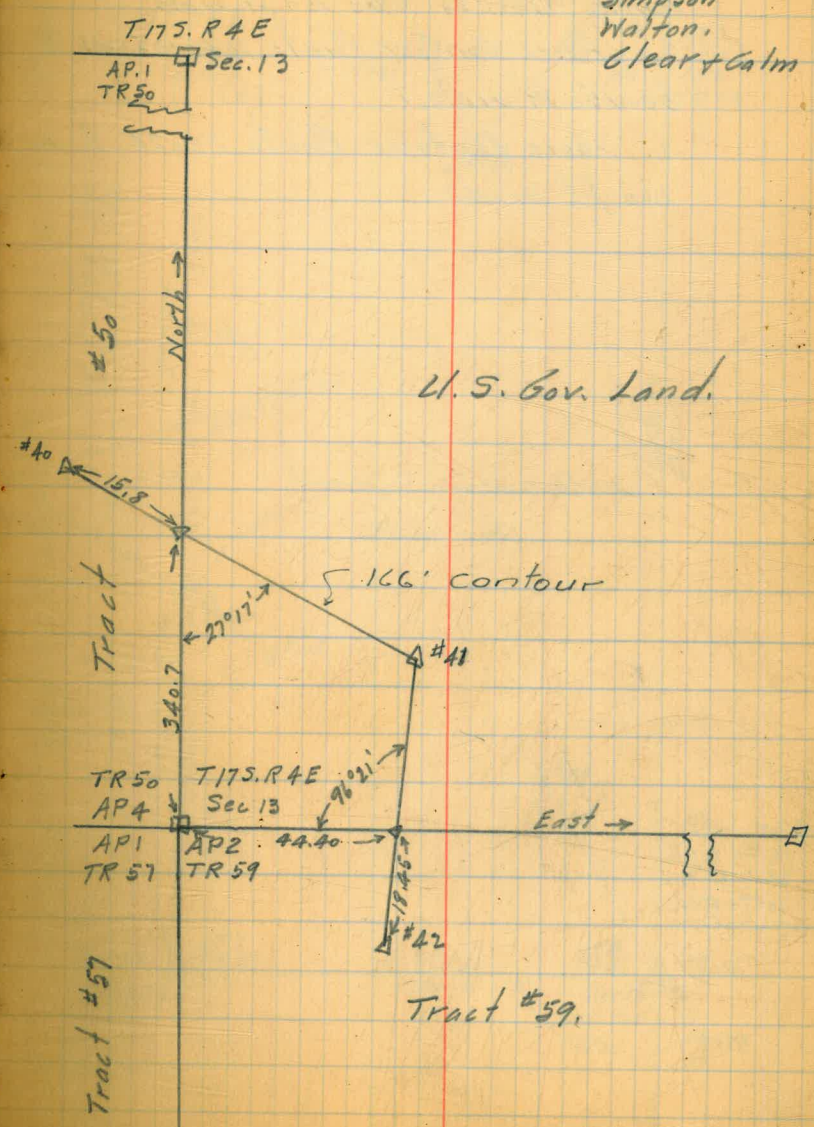 Simpson
Walton.
Clear + Calm
T17S. R4E
Sec. 13
AP.1
TR 50
North →
#50
U.S. Gov. Land.
#40
15.8
166' contour
27°17'
#41
Tract
340.7
96°21'
TR 50 T17S. R4E
AP4 Sec 13
East →
AP1 AP2 44.40
TR 57 TR 59
18.45
#42
Tract #59.
Tract #57